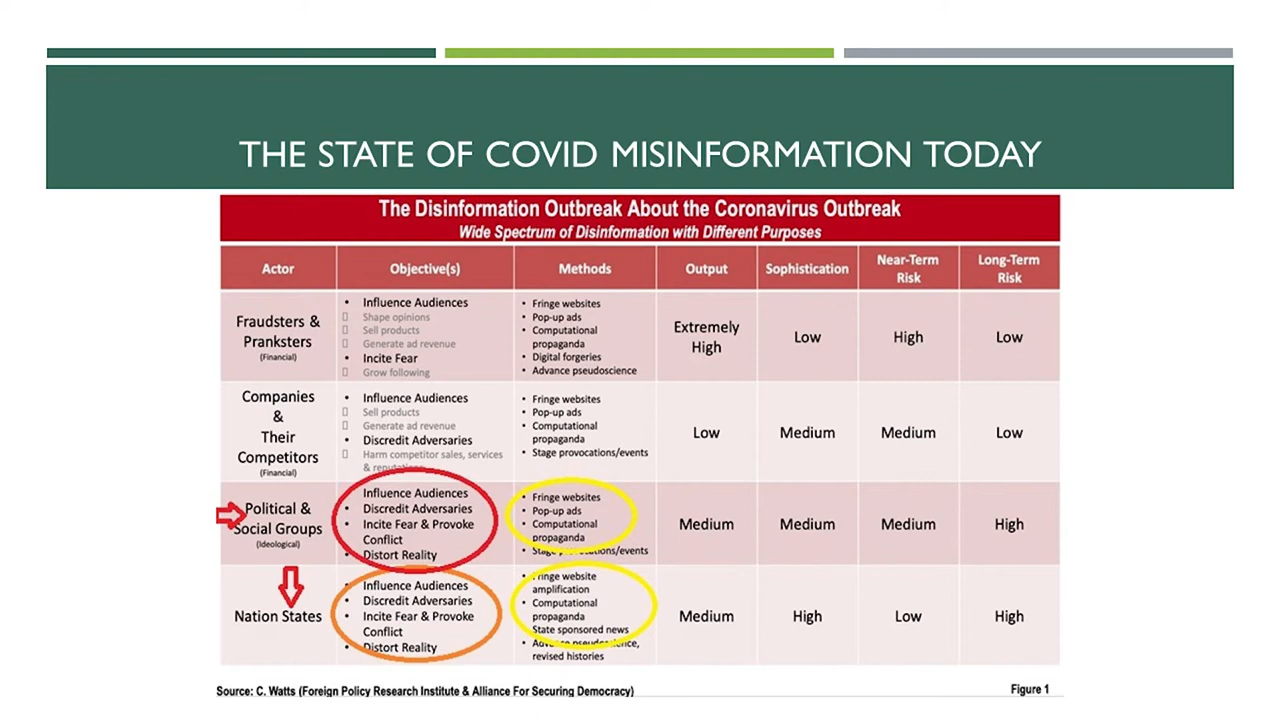 THE STATE OF COVID MISINFORMATION TODAY
The Disinformation Outbreak About the Coronavirus Outbreak
Wide Spectrum of Disinformation with Different Purposes
Actor
Objective(s)
Methods
Output
Sophistication
Near-Term
Risk
Long-Term
Risk
Fraudsters &
Pranksters
(Financial)
• Influence Audiences
Shape opinions
Sell products
Generate ad revenue
• Incite Fear
Grow following
• Fringe websites
• Pop-up ads
• Computational
propaganda
• Digital forgeries
• Advance pseudoscience
Extremely
High
Low
High
Low
Companies
&
Their
Competitors
(Financial)
• Influence Audiences
Sell products
Generate ad revenue
• Discredit Adversaries
Harm competitor sales, services
& reputations
• Fringe websites
• Pop-up ads
• Computational
propaganda
• Stage provocations/events
Low
Medium
Medium
Low
Political &
Social Groups
(Ideological)
Influence Audiences
• Discredit Adversaries
• Incite Fear & Provoke
Conflict
• Distort Reality
• Fringe websites
• Pop-up ads
• Computational
propaganda
• Stage provocations/events
Medium
Medium
Medium
High
Nation States
• Influence Audiences
• Discredit Adversaries
• Incite Fear & Provoke
Conflict
• Distort Reality
• Fringe website
amplification
• Computational
propaganda
State sponsored news
• Advance pseudoscience,
revised histories
Medium
High
Low
High
Source: C. Watts (Foreign Policy Research Institute & Alliance For Securing Democracy)
Figure 1